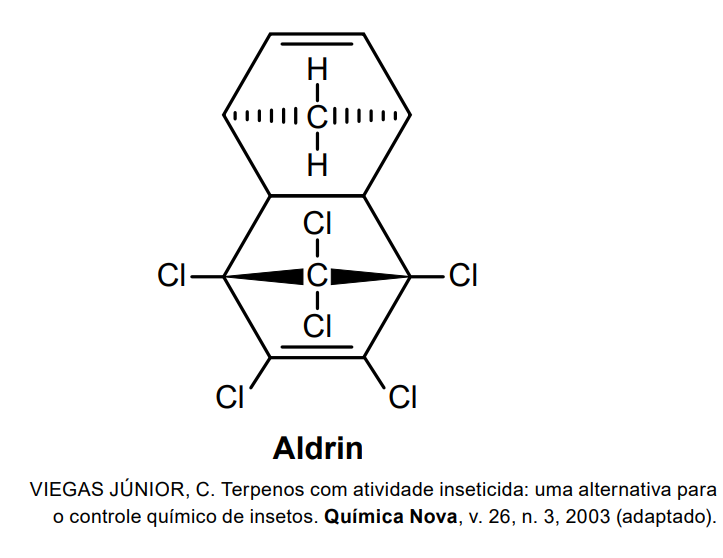 H
C
H
Cl
Cl C Cl
Cl
Cl Cl
Aldrin
VIEGAS JÚNIOR, C. Terpenos com atividade inseticida: uma alternativa para
o controle químico de insetos. Química Nova, v. 26, n. 3, 2003 (adaptado).